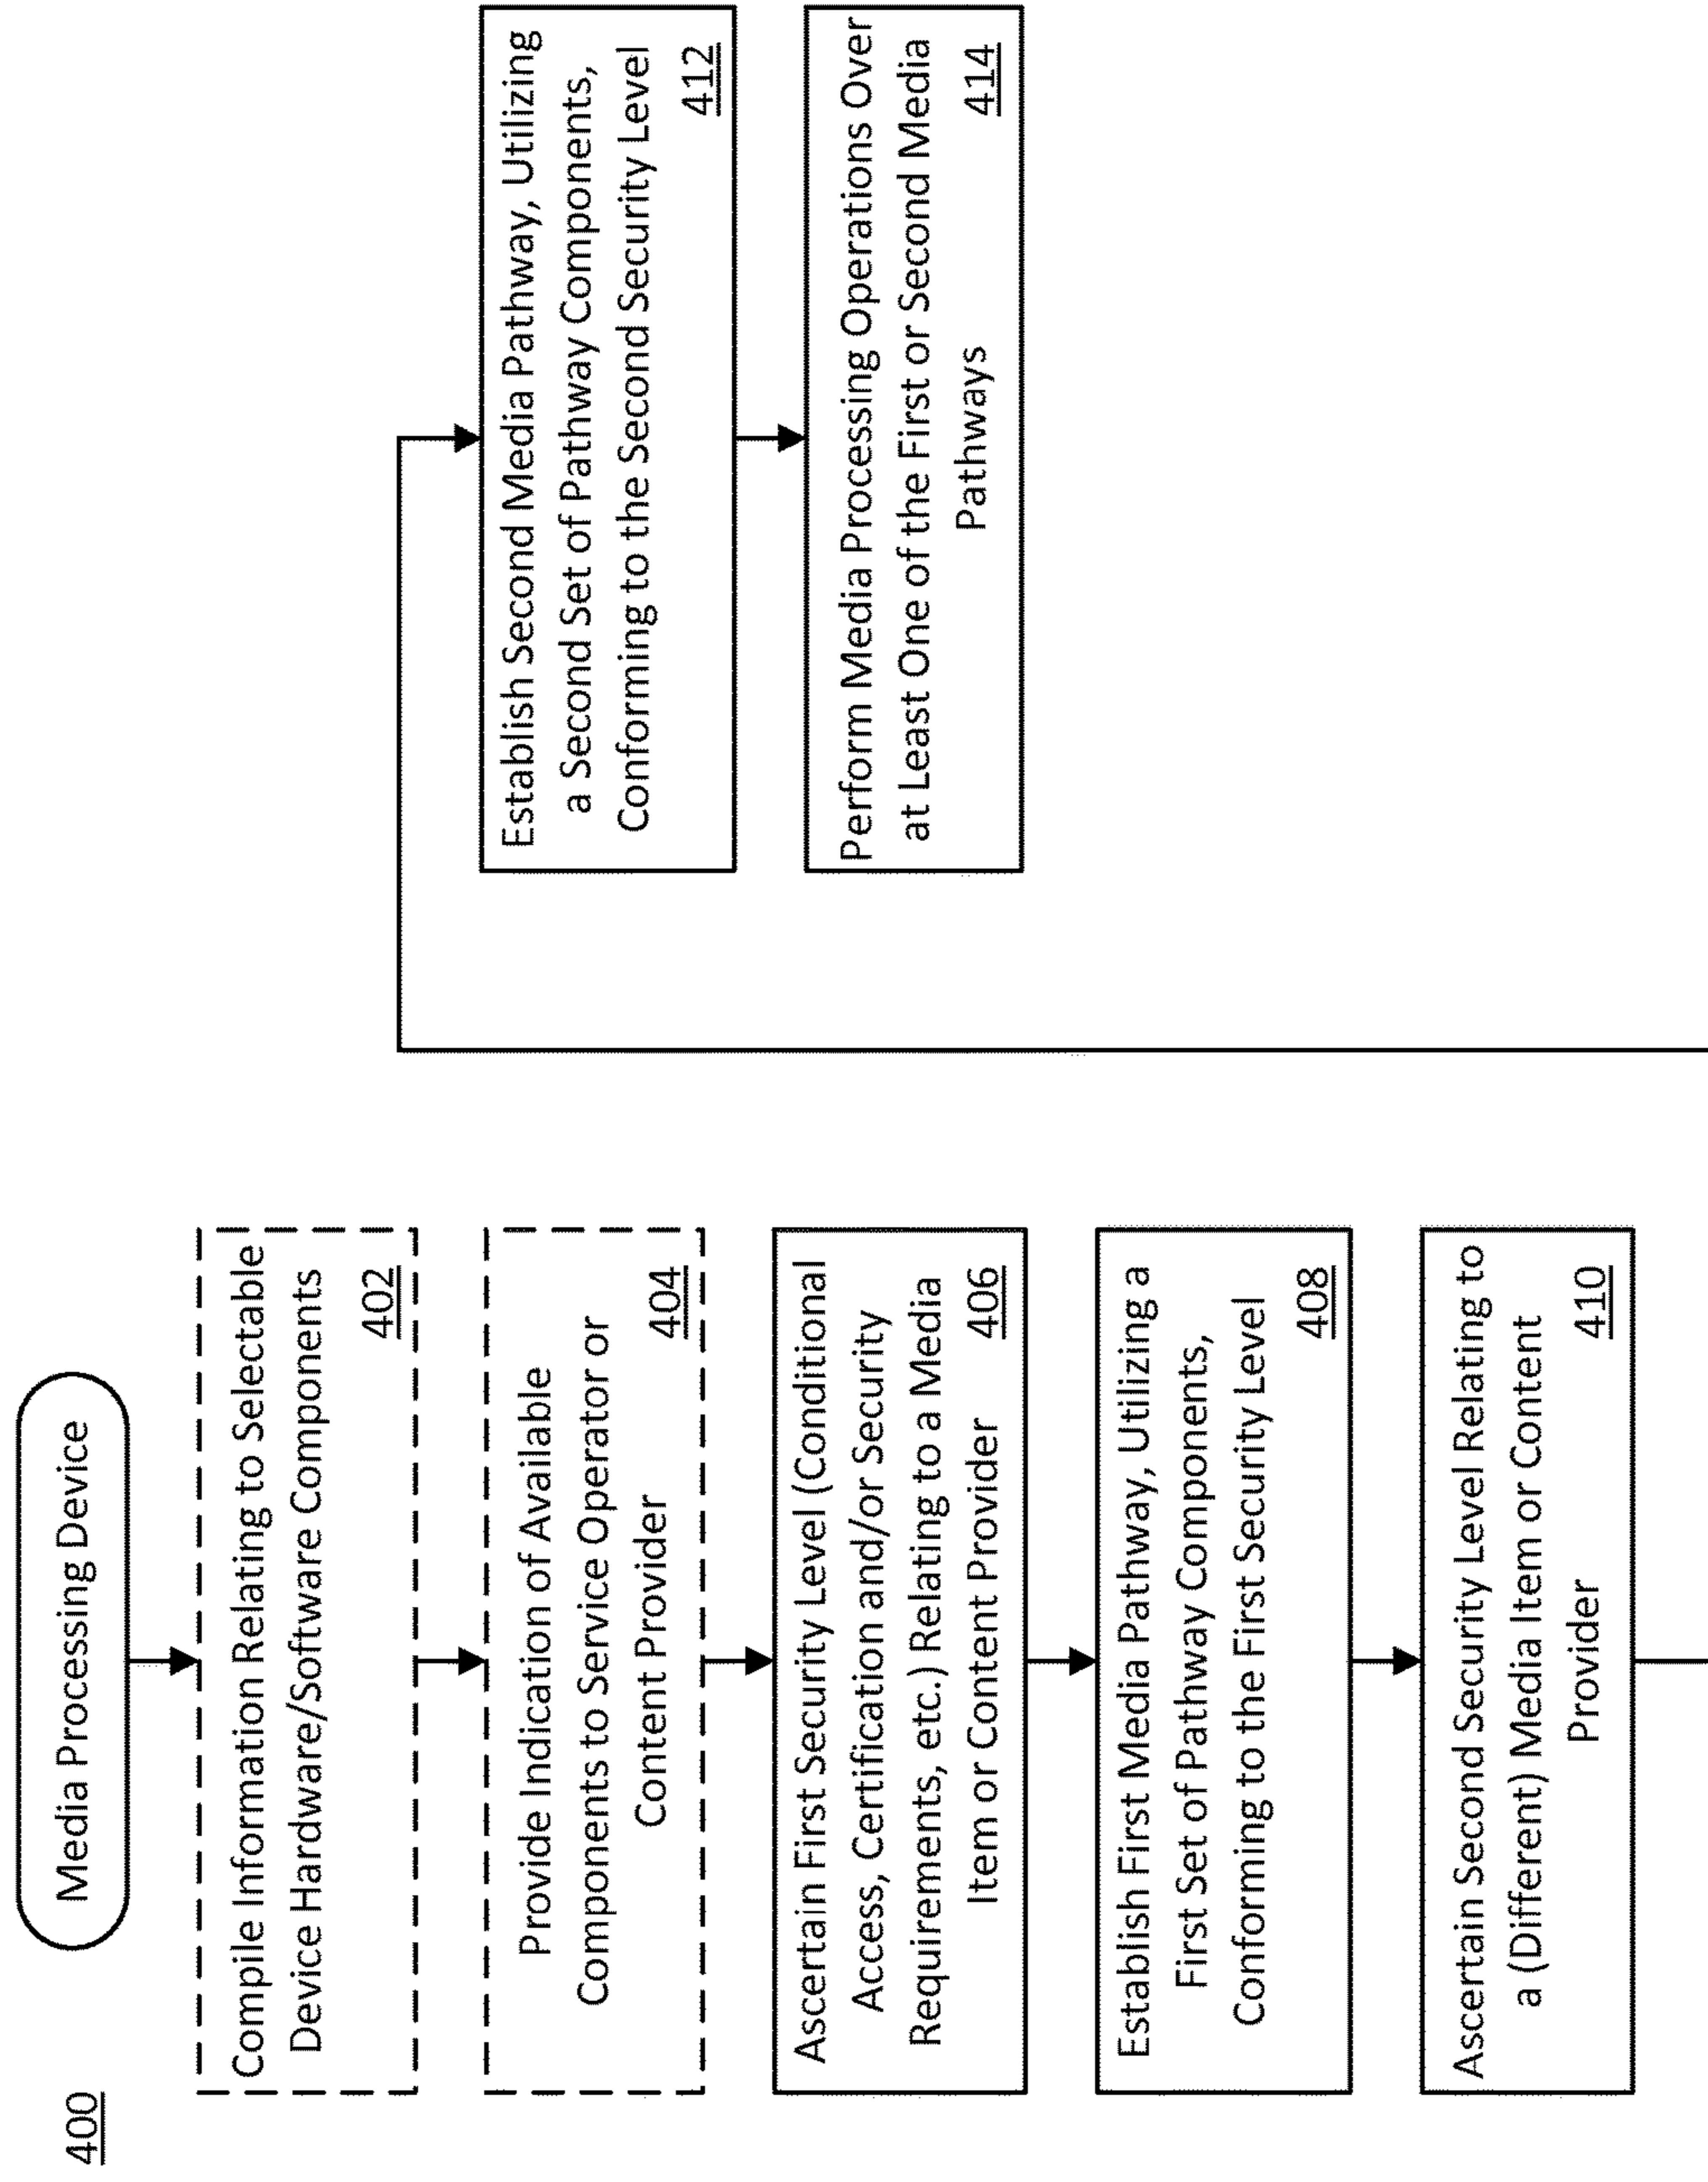 400
Media Processing Device
Compile Information Relating to Selectable
Device Hardware/Software Components
402
Provide Indication of Available
Components to Service Operator or
Content Provider
404
Ascertain First Security Level (Conditional
Access, Certification and/or Security
Requirements, etc.) Relating to a Media
Item or Content Provider
406
Establish First Media Pathway, Utilizing a
First Set of Pathway Components,
Conforming to the First Security Level
408
Ascertain Second Security Level Relating to
a (Different) Media Item or Content
Provider
410
Establish Second Media Pathway, Utilizing
a Second Set of Pathway Components,
Conforming to the Second Security Level
412
Perform Media Processing Operations Over
at Least One of the First or Second Media
Pathways
414